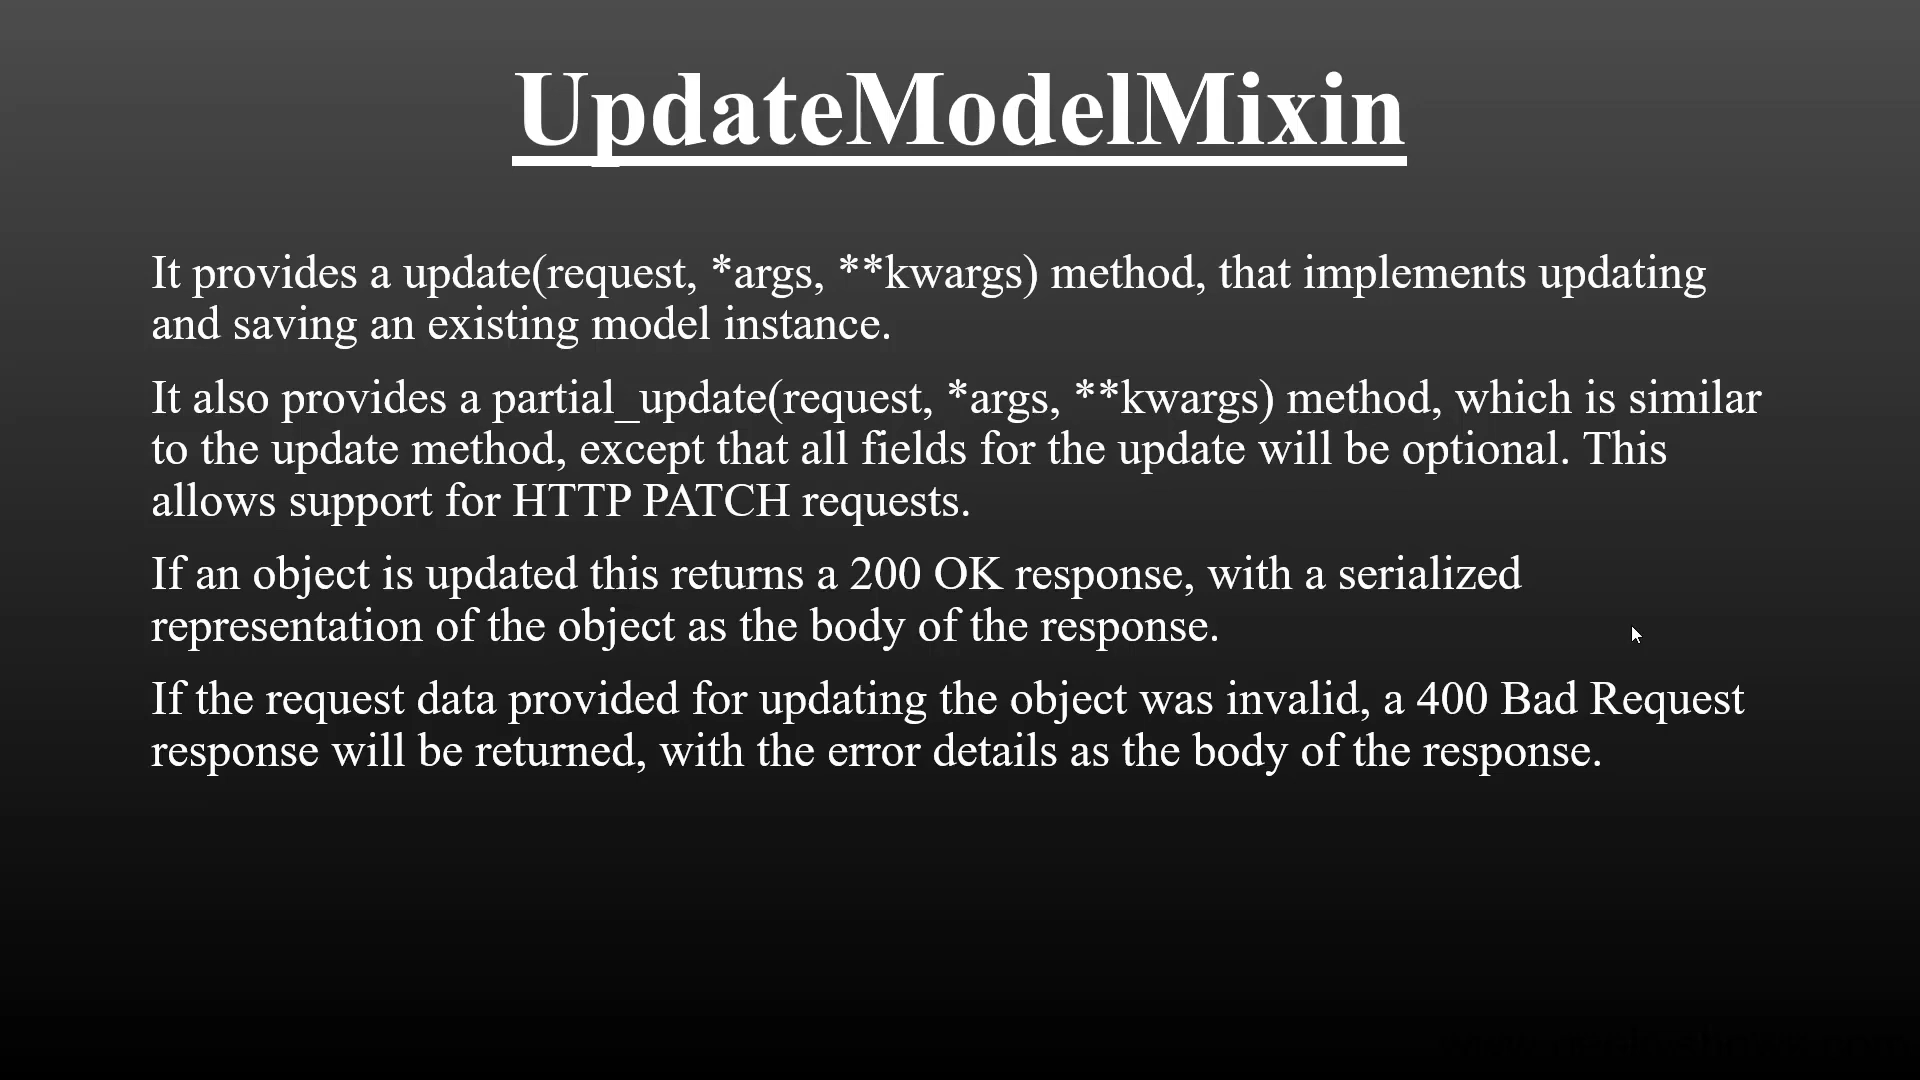 UpdateModelMixin
It provides a update(request, *args, **kwargs) method, that implements updating
and saving an existing model instance.
It also provides a partial_update(request, *args, **kwargs) method, which is similar
to the update method, except that all fields for the update will be optional. This
allows support for HTTP PATCH requests.
If an object is updated this returns a 200 OK response, with a serialized
representation of the object as the body of the response.
If the request data provided for updating the object was invalid, a 400 Bad Request
response will be returned, with the error details as the body of the response.